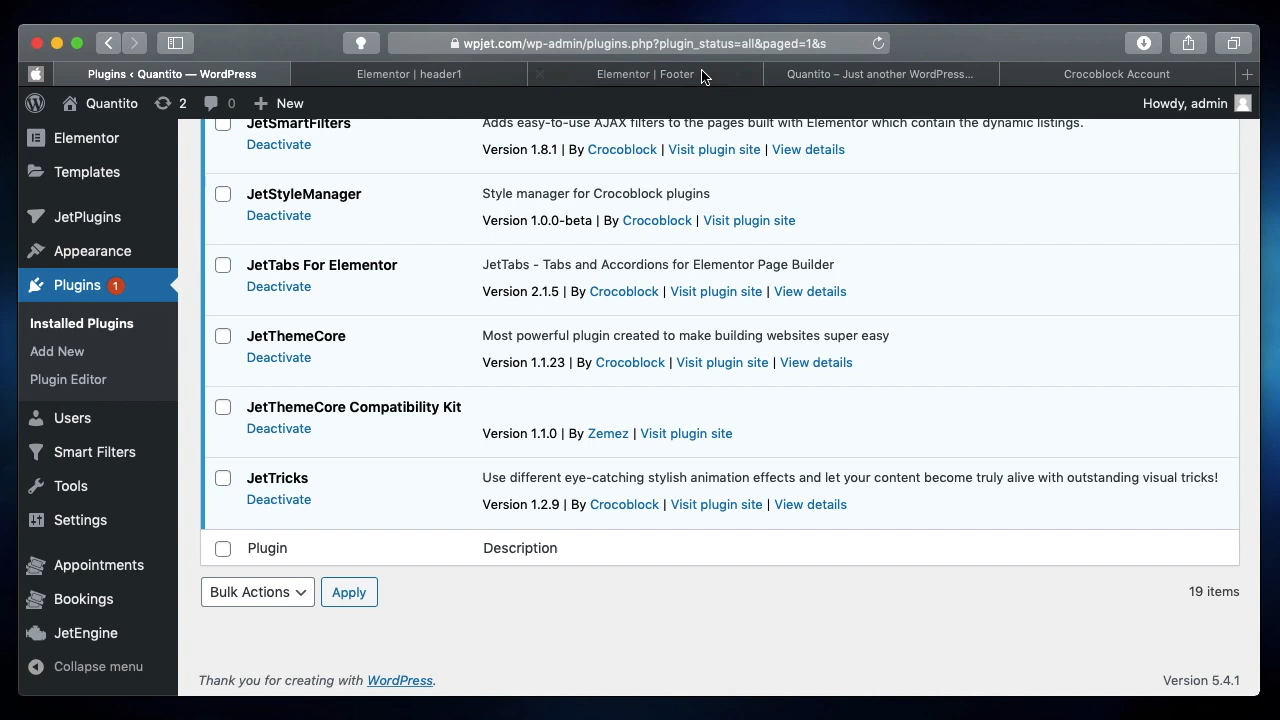 wpjet.com/wp-admin/plugins.php?plugin_status=all&paged=1&s
Plugins ‹ Quantito — WordPress
Elementor | header1
Elementor | Footer
Quantito – Just another WordPress...
Crocoblock Account
Quantito
2
0
New
Howdy, admin
Elementor
Templates
JetPlugins
Appearance
Plugins 1
Installed Plugins
Add New
Plugin Editor
Users
Smart Filters
Tools
Settings
Appointments
Bookings
JetEngine
Collapse menu
JetSmartFilters
Adds easy-to-use AJAX filters to the pages built with Elementor which contain the dynamic listings.
Deactivate
Version 1.8.1 | By Crocoblock | Visit plugin site | View details
JetStyleManager
Style manager for Crocoblock plugins
Deactivate
Version 1.0.0-beta | By Crocoblock | Visit plugin site
JetTabs For Elementor
JetTabs - Tabs and Accordions for Elementor Page Builder
Deactivate
Version 2.1.5 | By Crocoblock | Visit plugin site | View details
JetThemeCore
Most powerful plugin created to make building websites super easy
Deactivate
Version 1.1.23 | By Crocoblock | Visit plugin site | View details
JetThemeCore Compatibility Kit
Deactivate
Version 1.1.0 | By Zemez | Visit plugin site
JetTricks
Use different eye-catching stylish animation effects and let your content become truly alive with outstanding visual tricks!
Deactivate
Version 1.2.9 | By Crocoblock | Visit plugin site | View details
Plugin
Description
Bulk Actions
Apply
19 items
Thank you for creating with WordPress.
Version 5.4.1